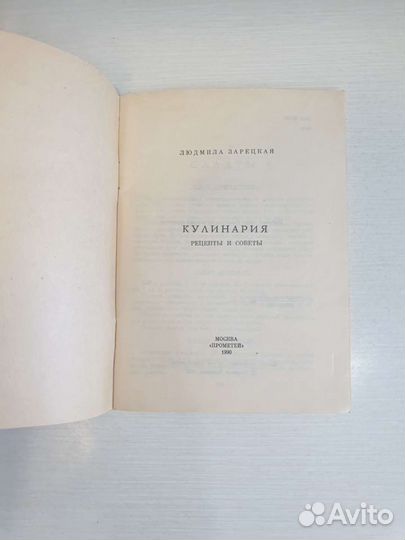 ЛЮДМИЛА ЗАРЕЦКАЯ
КУЛИНАРИЯ
РЕЦЕПТЫ И СОВЕТЫ
МОСКВА
«ПРОМЕТЕЙ»
1990
Avito